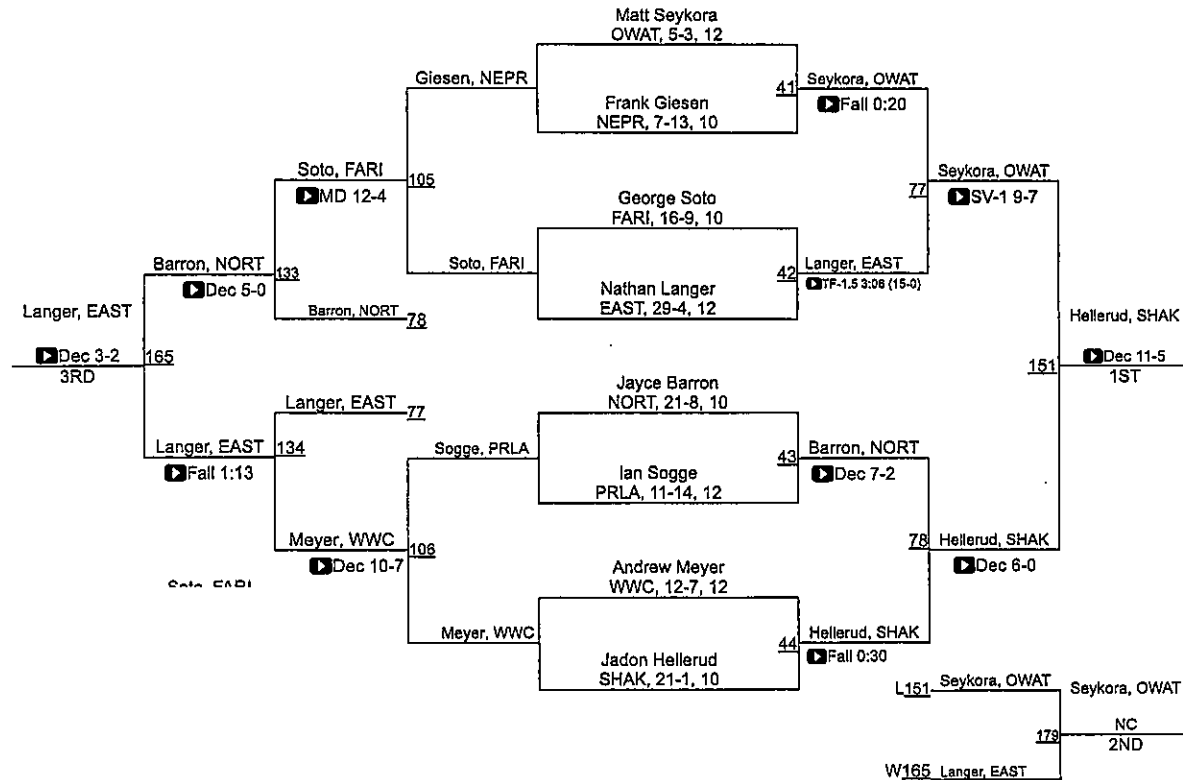 Matt Seykora
OWAT, 5-3, 12
Giesen, NEPR
41
Seykora, OWAT
Fall 0:20
Frank Giesen
NEPR, 7-13, 10
Soto, FARI
MD 12-4
105
77
Seykora, OWAT
SV-1 9-7
George Soto
FARI, 16-9, 10
Barron, NORT
Dec 5-0
133
Soto, FARI
42
Langer, EAST
TF-1.5 3:06 (15-0)
Nathan Langer
EAST, 29-4, 12
Barron, NORT
78
Langer, EAST
Dec 3-2
3RD
165
Hellerud, SHAK
151
Dec 11-5
1ST
Langer, EAST
77
Jayce Barron
NORT, 21-8, 10
Langer, EAST
Fall 1:13
134
Sogge, PRLA
43
Barron, NORT
Dec 7-2
Ian Sogge
PRLA, 11-14, 12
Meyer, WWC
Dec 10-7
106
78
Hellerud, SHAK
Dec 6-0
Andrew Meyer
WWC, 12-7, 12
Meyer, WWC
44
Hellerud, SHAK
Fall 0:30
Jadon Hellerud
SHAK, 21-1, 10
L151
Seykora, OWAT
Seykora, OWAT
179
NC
2ND
W165
Langer, EAST